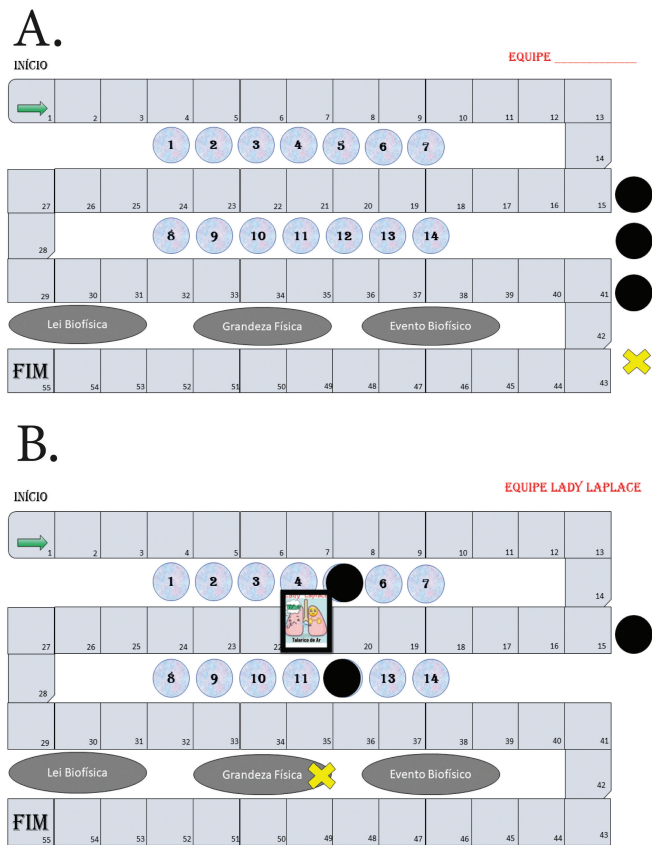 A.
INÍCIO
EQUIPE ______________
1 2 3 4 5 6 7 8 9 10 11 12 13
1 2 3 4 5 6 7
14
27 26 25 24 23 22 21 20 19 18 17 16 15
8 9 10 11 12 13 14
28
29 30 31 32 33 34 35 36 37 38 39 40 41
Lei Biofísica Grandeza Física Evento Biofísico
42
FIM
55 54 53 52 51 50 49 48 47 46 45 44 43
B.
INÍCIO
EQUIPE LADY LAPLACE
1 2 3 4 5 6 7 8 9 10 11 12 13
1 2 3 4 6 7
14
Talarico de Ar
27 26 25 24 23 22 20 19 18 17 16 15
8 9 10 11 13 14
28
29 30 31 32 33 34 35 36 37 38 39 40 41
Lei Biofísica Grandeza Física Evento Biofísico
42
FIM
55 54 53 52 51 50 49 48 47 46 45 44 43